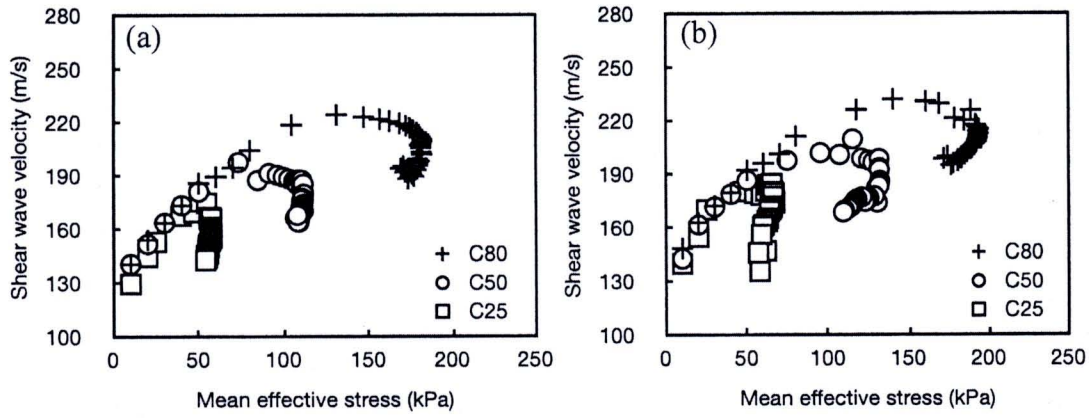 (a)
Shear wave velocity (m/s)
280
250
220
190
160
130
100
0 50 100 150 200 250
Mean effective stress (kPa)
C80
C50
C25
(b)
Shear wave velocity (m/s)
280
250
220
190
160
130
100
0 50 100 150 200 250
Mean effective stress (kPa)
C80
C50
C25